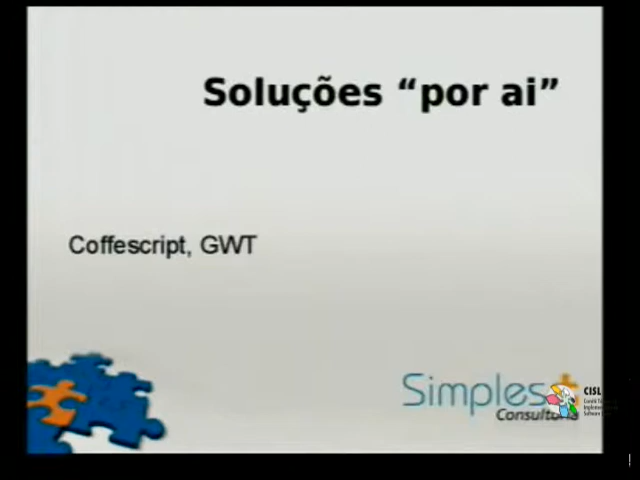 Soluções “por ai”
Coffescript, GWT
Simples
Consultoria
CISL